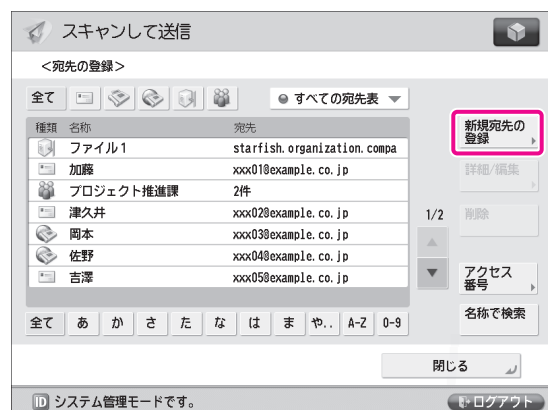 スキャンして送信
<宛先の登録>
全て
すべての宛先表
種類 名称 宛先
ファイル1 starfish.organization.compa
加藤 xxx01@example.co.jp
プロジェクト推進課 2件
津久井 xxx02@example.co.jp
岡本 xxx03@example.co.jp
佐野 xxx04@example.co.jp
吉澤 xxx05@example.co.jp
1/2
新規宛先の
登録
詳細/編集
削除
アクセス
番号
名称で検索
全て あ か さ た な は ま や.. A-Z 0-9
閉じる
ID システム管理モードです。
ログアウト